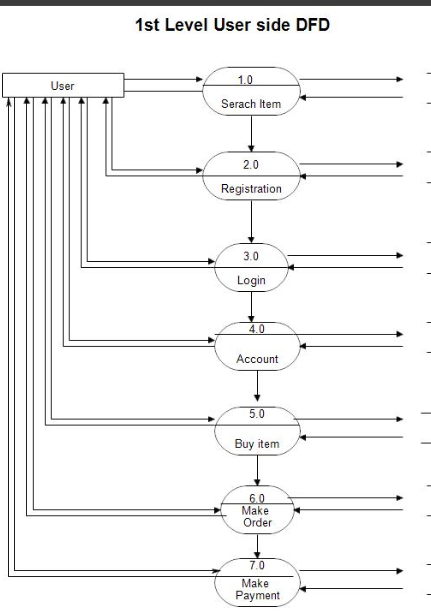 1st Level User side DFD
User
1.0
Serach Item
2.0
Registration
3.0
Login
4.0
Account
5.0
Buy item
6.0
Make
Order
7.0
Make
Payment